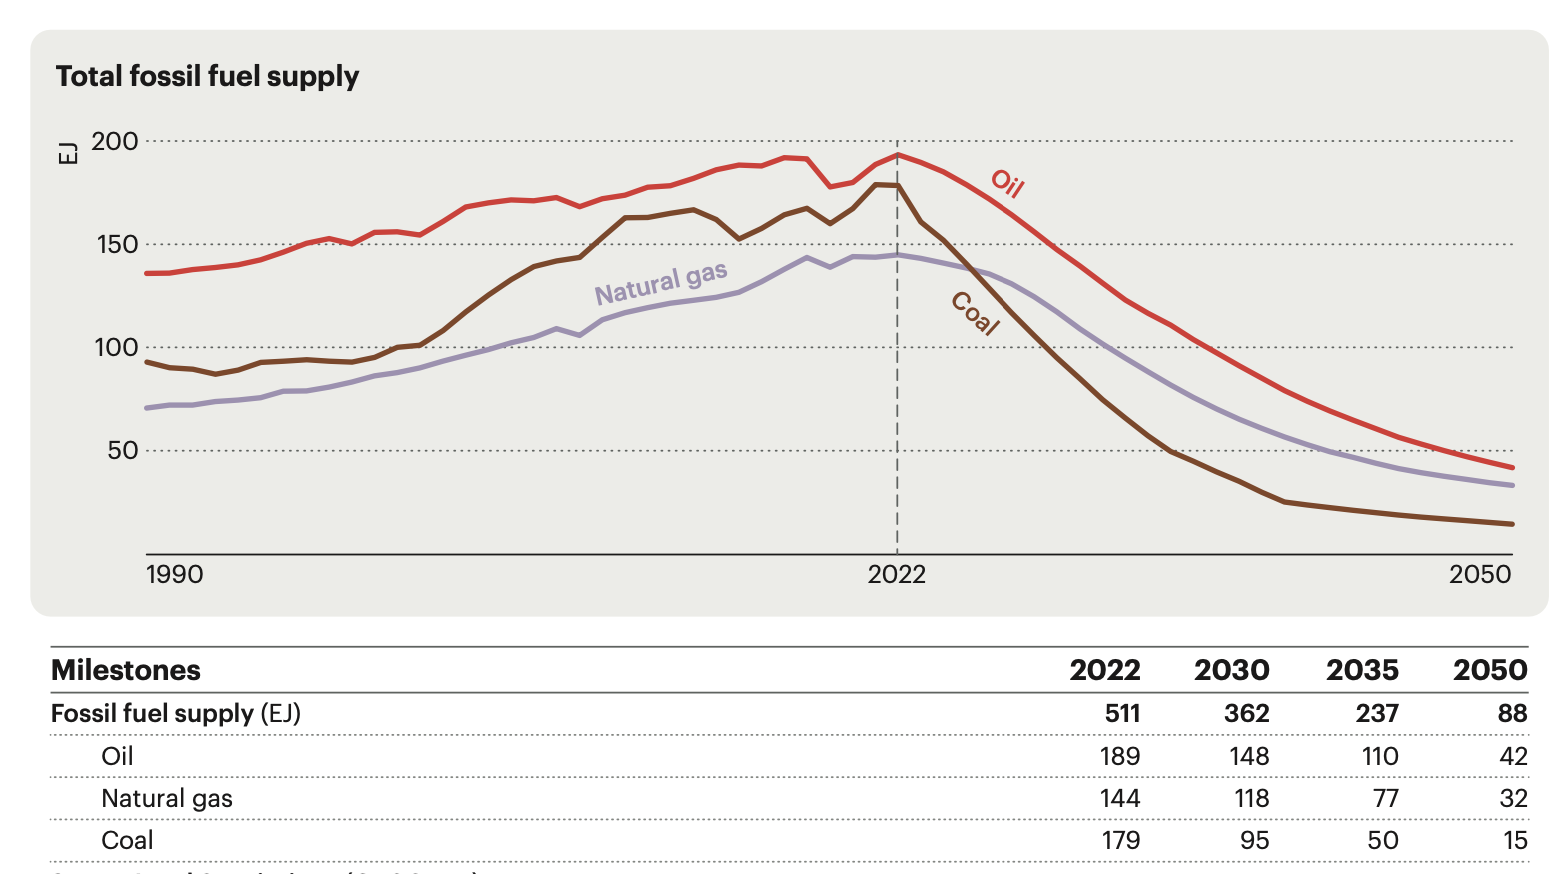 Total fossil fuel supply
EJ
200
150
100
50
Oil
Natural gas
Coal
1990 2022 2050
Milestones 2022 2030 2035 2050
Fossil fuel supply (EJ) 511 362 237 88
Oil 189 148 110 42
Natural gas 144 118 77 32
Coal 179 95 50 15